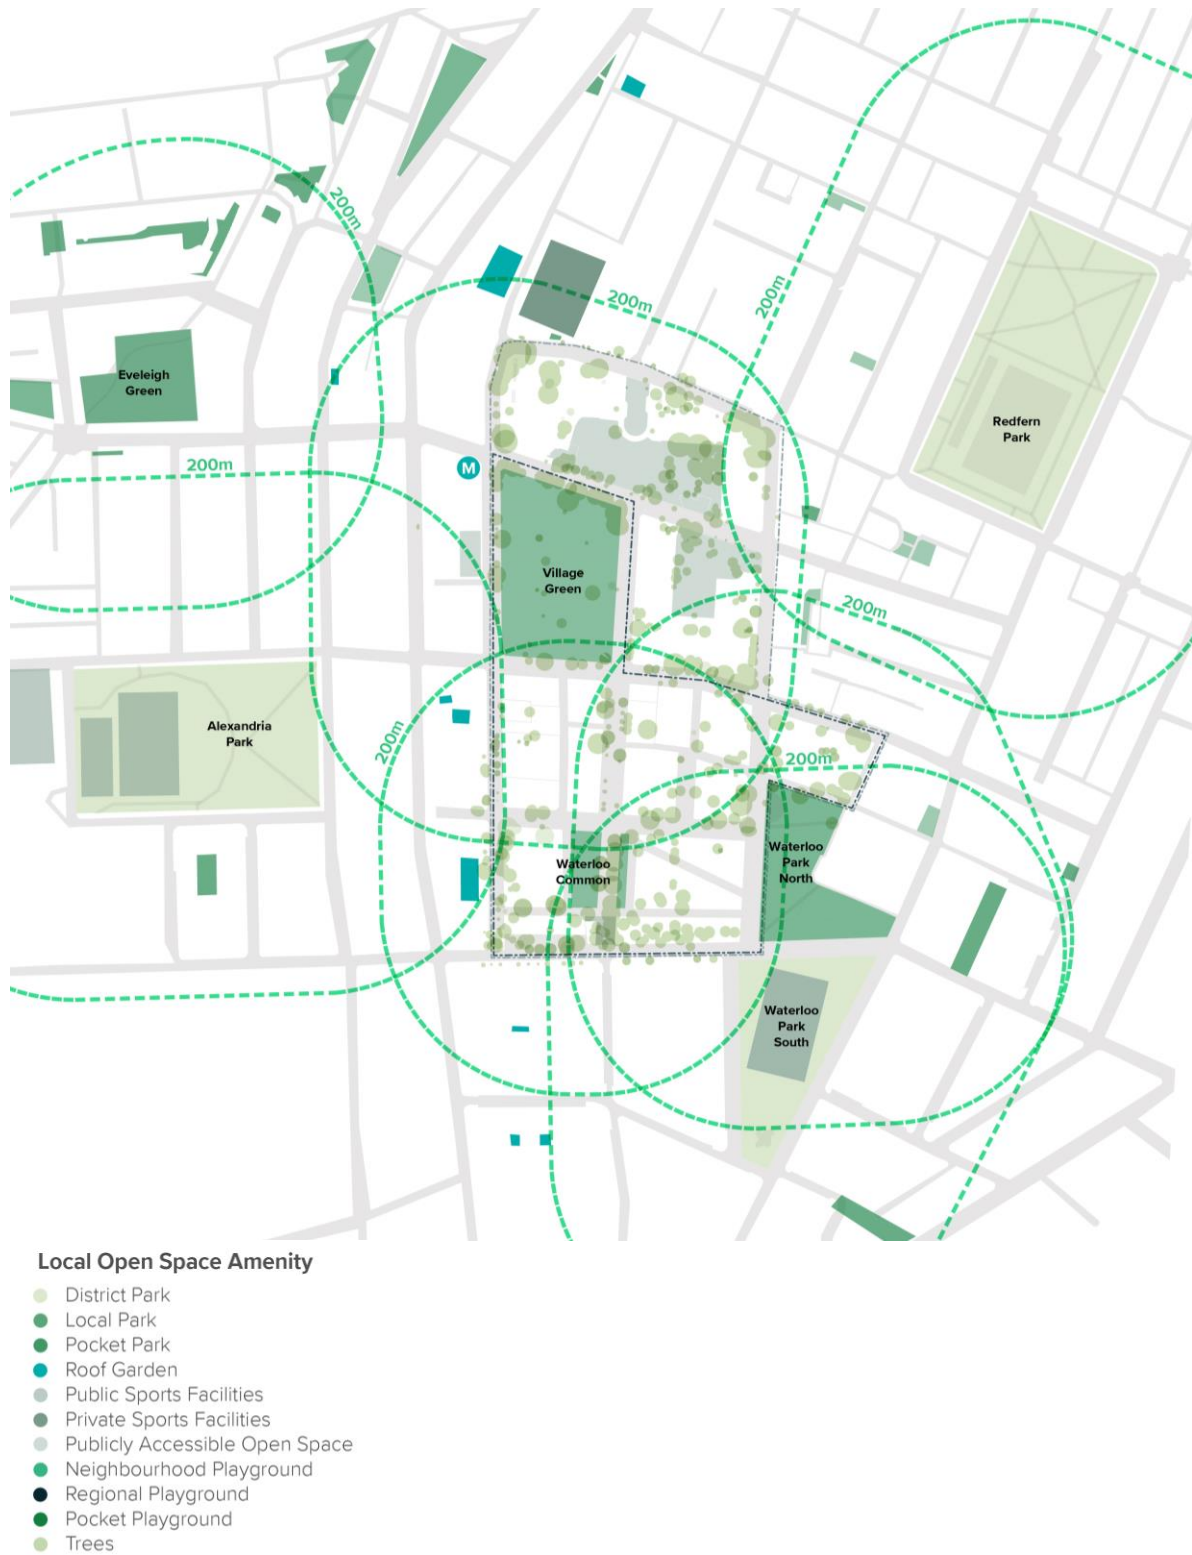 200m
200m
200m
Eveleigh
Green
Redfern
Park
200m
M
Village
Green
200m
Alexandria
Park
200m
200m
Waterloo
Park
North
Waterloo
Common
Waterloo
Park
South
Local Open Space Amenity
District Park
Local Park
Pocket Park
Roof Garden
Public Sports Facilities
Private Sports Facilities
Publicly Accessible Open Space
Neighbourhood Playground
Regional Playground
Pocket Playground
Trees